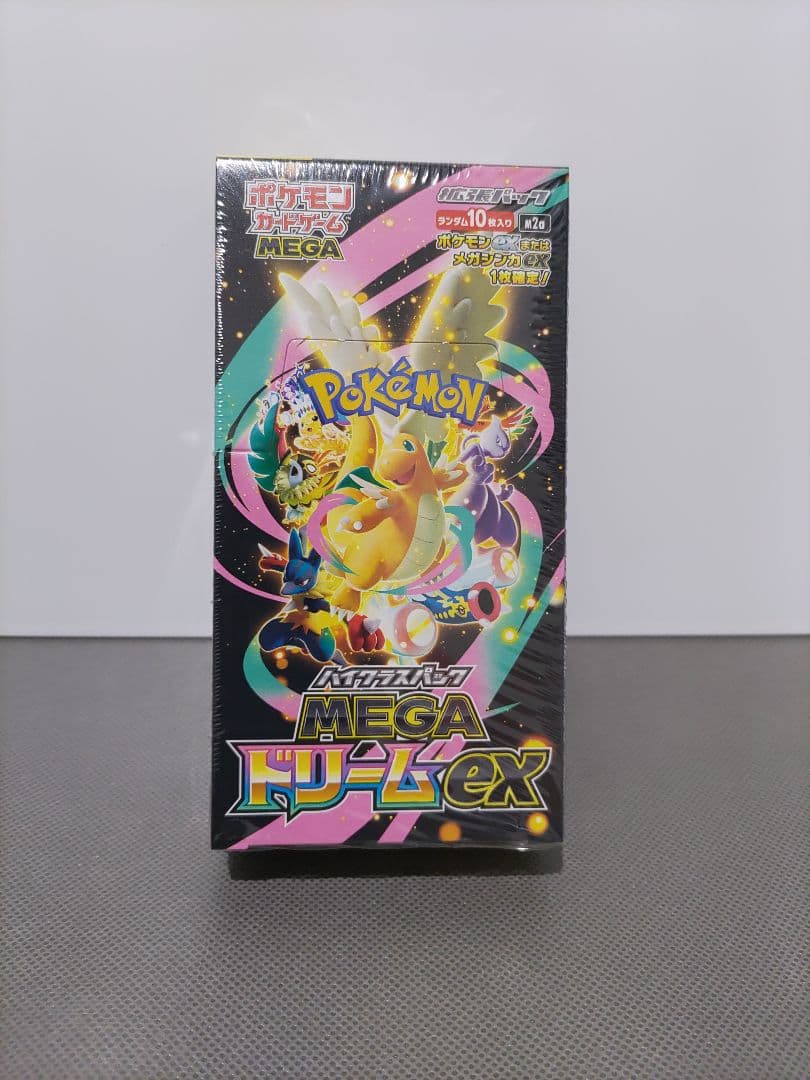 ポケモン
カードゲーム
MEGA
拡張パック
ランダム10枚入り M2a
ポケモンexまたは
メガシンカex
1枚確定!
POKéMON
ハイクラスパック
MEGA
ドリームex